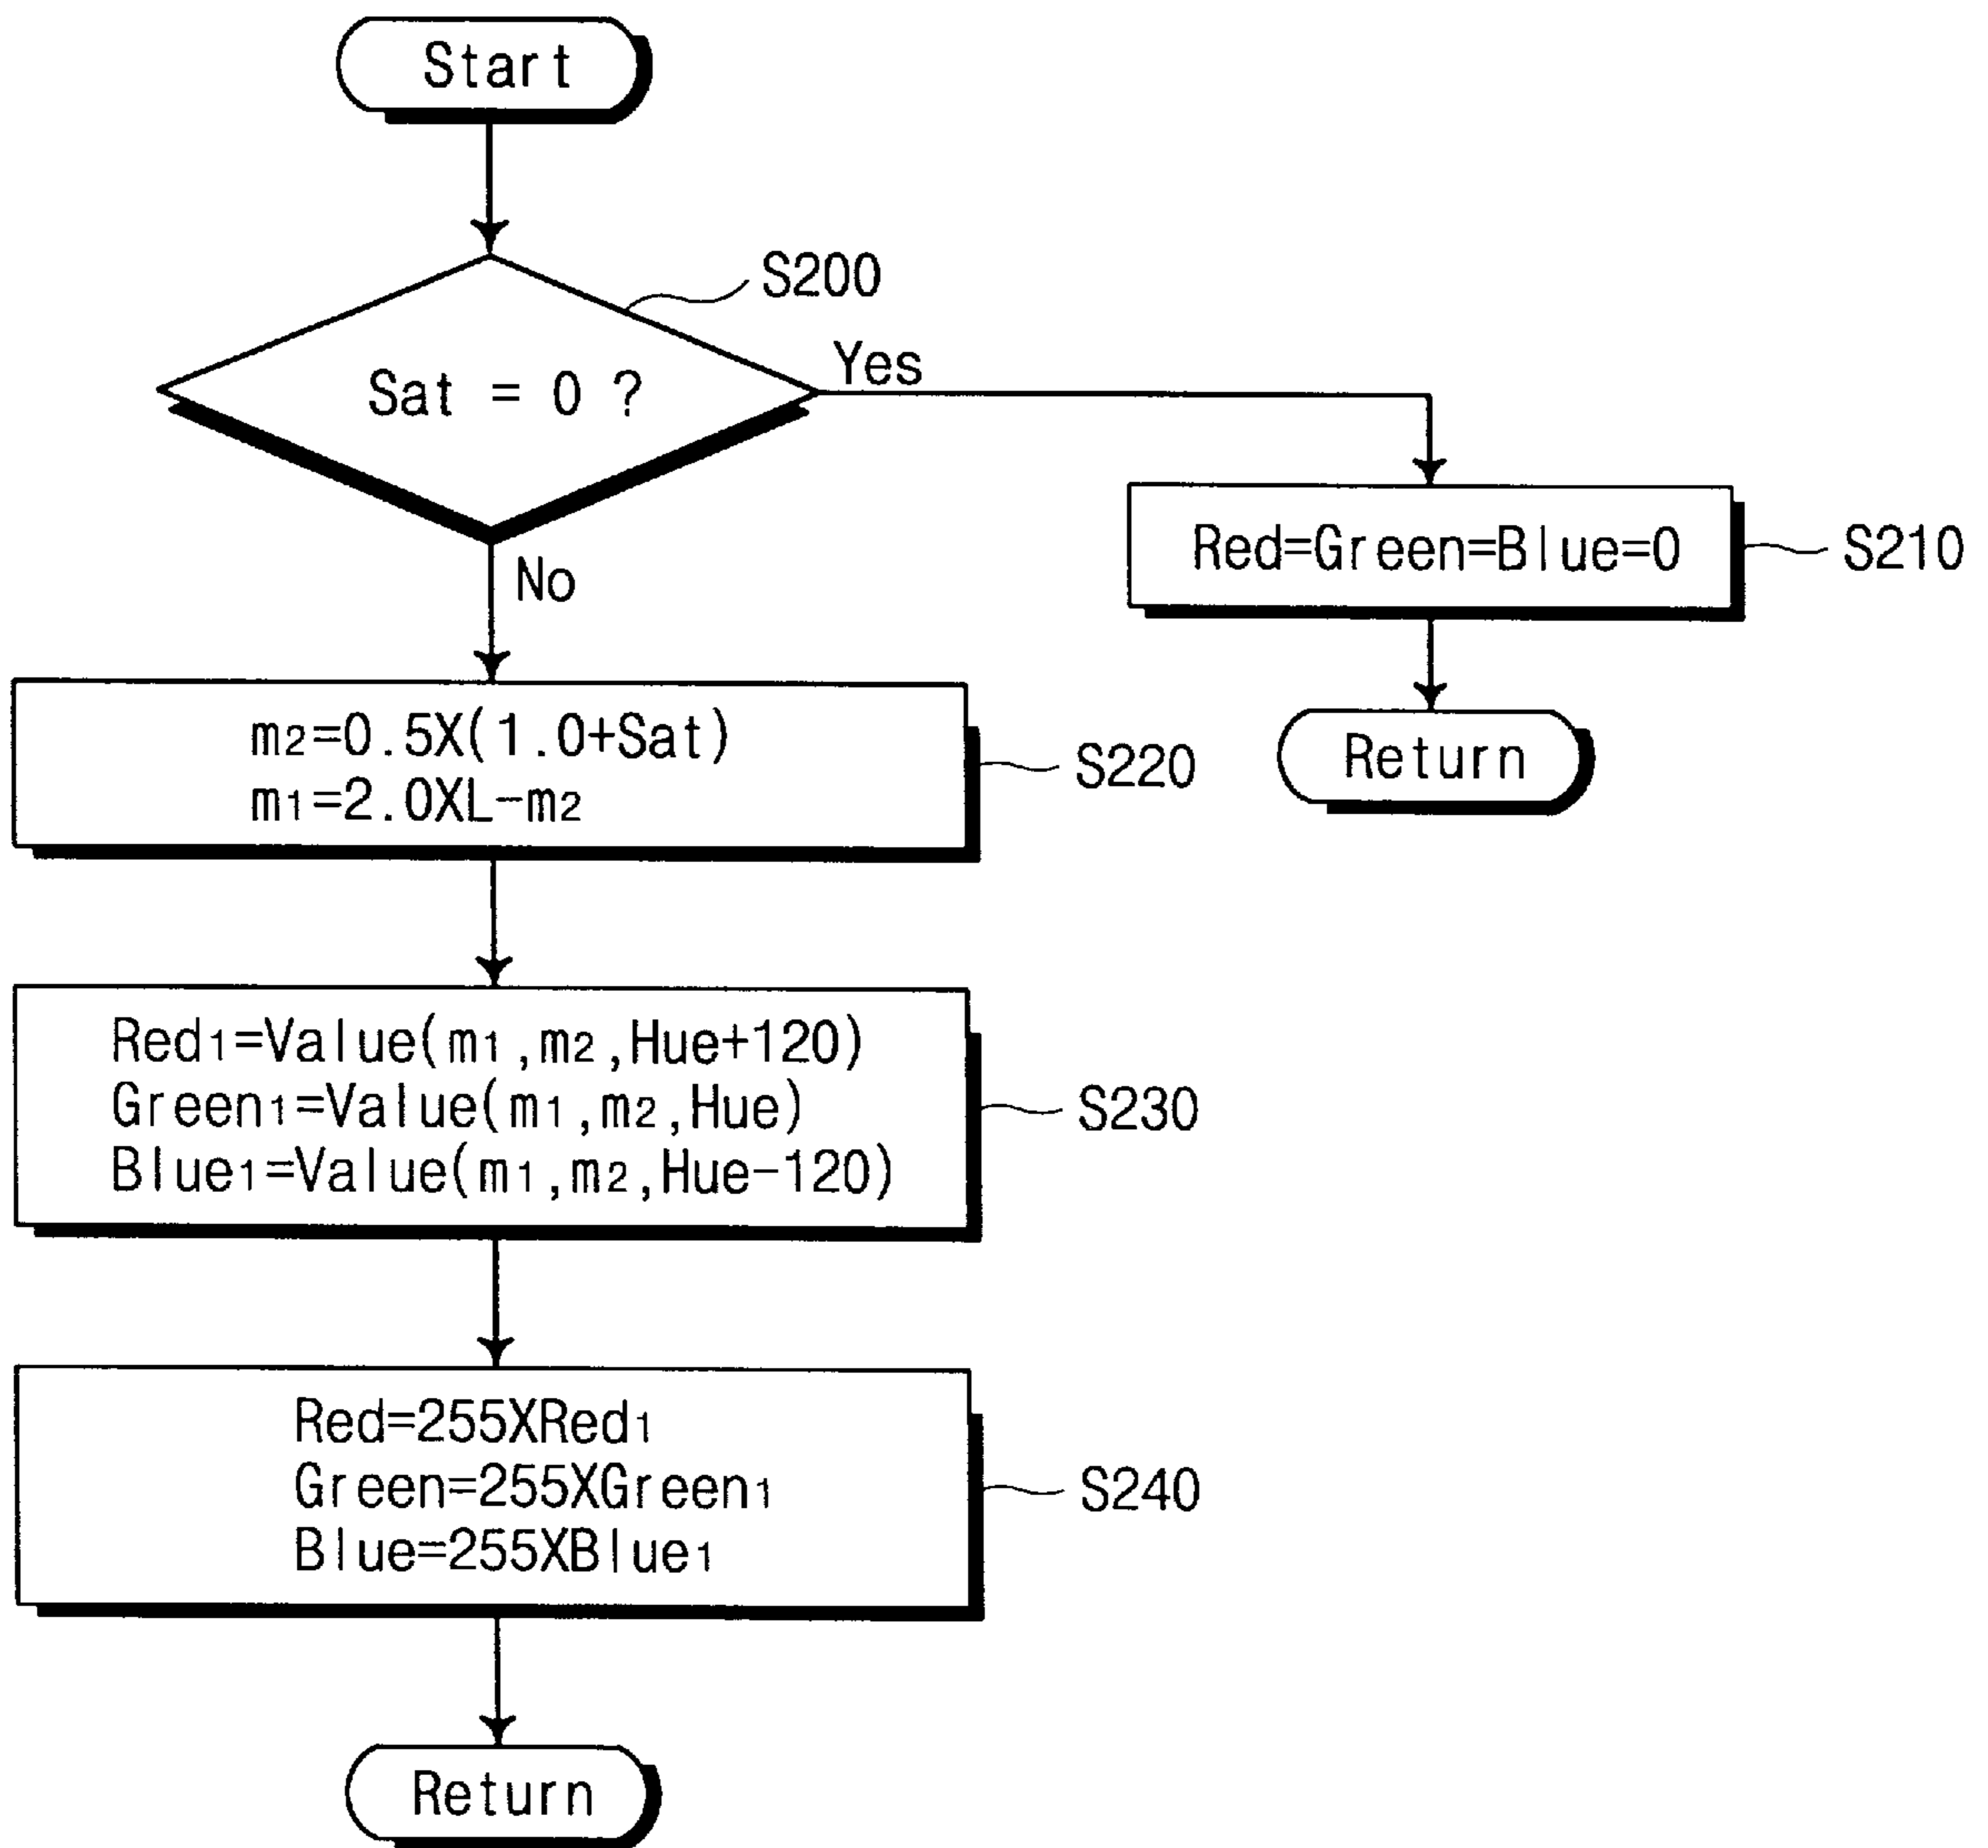 Start
S200
Sat = 0 ?
Yes
No
Red=Green=Blue=0
S210
Return
m2=0.5X(1.0+Sat)
m1=2.0XL-m2
S220
Red1=Value(m1,m2,Hue+120)
Green1=Value(m1,m2,Hue)
Blue1=Value(m1,m2,Hue-120)
S230
Red=255XRed1
Green=255XGreen1
Blue=255XBlue1
S240
Return